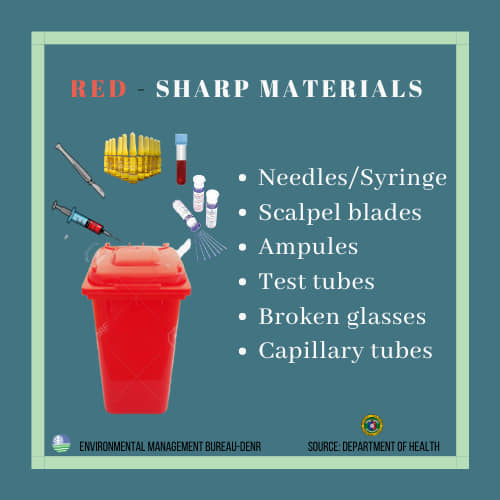 RED - SHARP MATERIALS
• Needles/Syringe
• Scalpel blades
• Ampules
• Test tubes
• Broken glasses
• Capillary tubes
ENVIRONMENTAL MANAGEMENT BUREAU-DENR
SOURCE: DEPARTMENT OF HEALTH